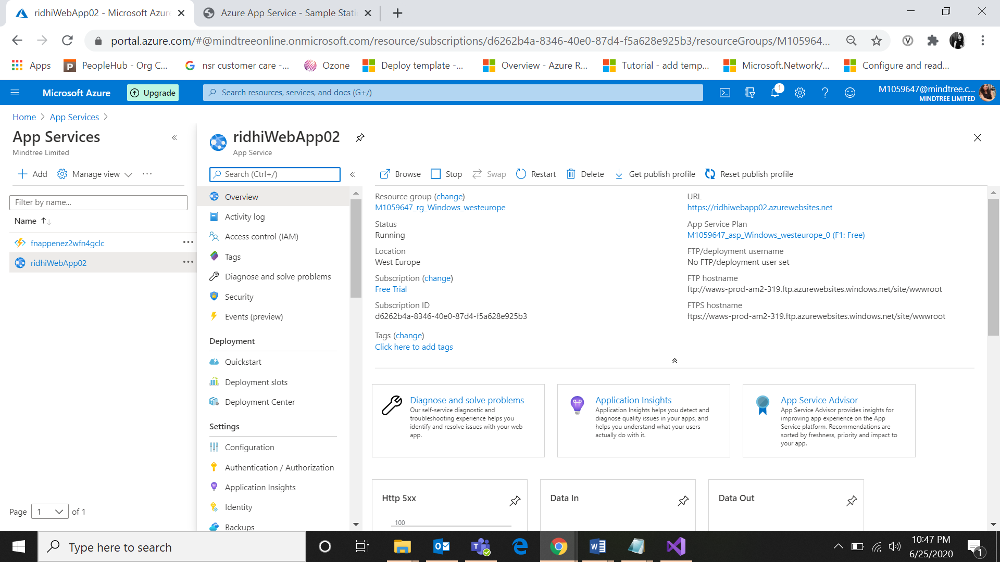 ridhiWebApp02 - Microsoft Azur
Azure App Service - Sample Stati
portal.azure.com/#@mindtreeonline.onmicrosoft.com/resource/subscriptions/d6262b4a-8346-40e0-87d4-f5a628e925b3/resourceGroups/M105964...
Apps
PeopleHub - Org C...
nsr customer care -...
Ozone
Deploy template -...
Overview - Azure R...
Tutorial - add temp...
Microsoft.Network/...
Configure and read...
Microsoft Azure
Upgrade
Search resources, services, and docs (G+/)
1
M1059647@mindtree.c...
MINDTREE LIMITED
Home
App Services
App Services
Mindtree Limited
Add
Manage view
Filter by name...
Name
fnappenez2wfn4gclc
ridhiWebApp02
Page 1 of 1
ridhiWebApp02
App Service
Search (Ctrl+/)
Overview
Activity log
Access control (IAM)
Tags
Diagnose and solve problems
Security
Events (preview)
Deployment
Quickstart
Deployment slots
Deployment Center
Settings
Configuration
Authentication / Authorization
Application Insights
Identity
Backups
Browse
Stop
Swap
Restart
Delete
Get publish profile
Reset publish profile
Resource group (change)
M1059647_rg_Windows_westeurope
Status
Running
Location
West Europe
Subscription (change)
Free Trial
Subscription ID
d6262b4a-8346-40e0-87d4-f5a628e925b3
Tags (change)
Click here to add tags
URL
https://ridhiwebapp02.azurewebsites.net
App Service Plan
M1059647_asp_Windows_westeurope_0 (F1: Free)
FTP/deployment username
No FTP/deployment user set
FTP hostname
ftp://waws-prod-am2-319.ftp.azurewebsites.windows.net/site/wwwroot
FTPS hostname
ftps://waws-prod-am2-319.ftp.azurewebsites.windows.net/site/wwwroot
Diagnose and solve problems
Our self-service diagnostic and
troubleshooting experience helps you
identify and resolve issues with your web
app.
Application Insights
Application Insights helps you detect and
diagnose quality issues in your apps, and
helps you understand what your users
actually do with it.
App Service Advisor
App Service Advisor provides insights for
improving app experience on the App
Service platform. Recommendations are
sorted by freshness, priority and impact to
your app.
Http 5xx
100
Data In
Data Out
Type here to search
10:47 PM
6/25/2020
1